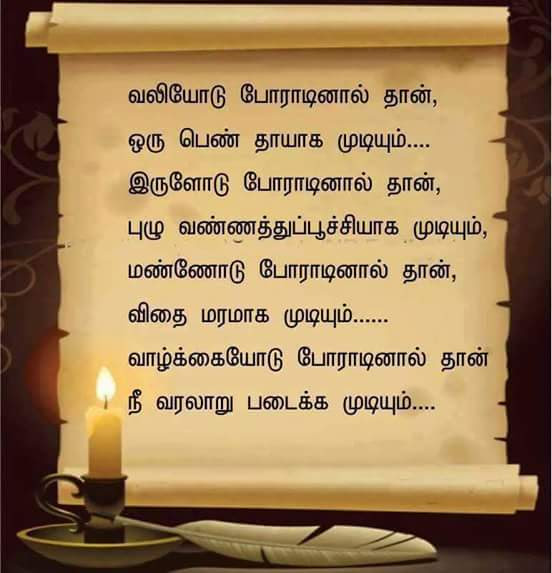 வலியோடு போராடினால் தான்,
ஒரு பெண் தாயாக முடியும்....
இருளோடு போராடினால் தான்,
புழு வண்ணத்துப்பூச்சியாக முடியும்,
மண்ணோடு போராடினால் தான்,
விதை மரமாக முடியும்......
வாழ்க்கையோடு போராடினால் தான்
நீ வரலாறு படைக்க முடியும்....